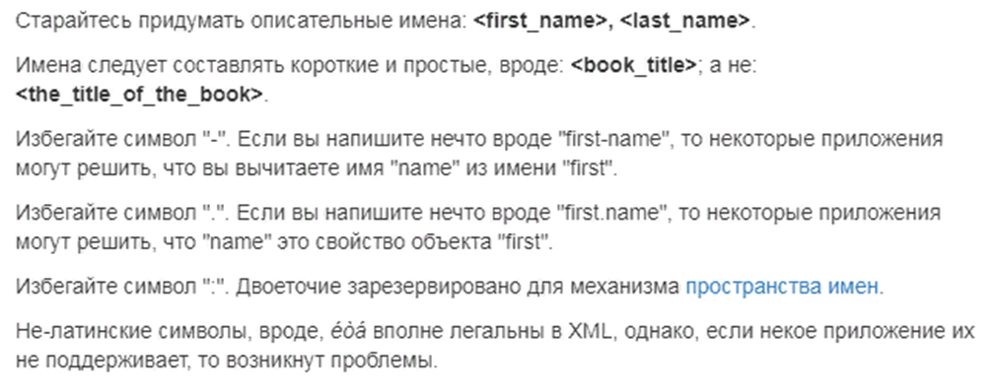 Старайтесь придумать описательные имена: <first_name>, <last_name>.
Имена следует составлять короткие и простые, вроде: <book_title>; а не:
<the_title_of_the_book>.
Избегайте символ "-". Если вы напишите нечто вроде "first-name", то некоторые приложения
могут решить, что вы вычитаете имя "name" из имени "first".
Избегайте символ ".". Если вы напишите нечто вроде "first.name", то некоторые приложения
могут решить, что "name" это свойство объекта "first".
Избегайте символ ":". Двоеточие зарезервировано для механизма пространства имен.
Не-латинские символы, вроде, éòá вполне легальны в XML, однако, если некое приложение их
не поддерживает, то возникнут проблемы.